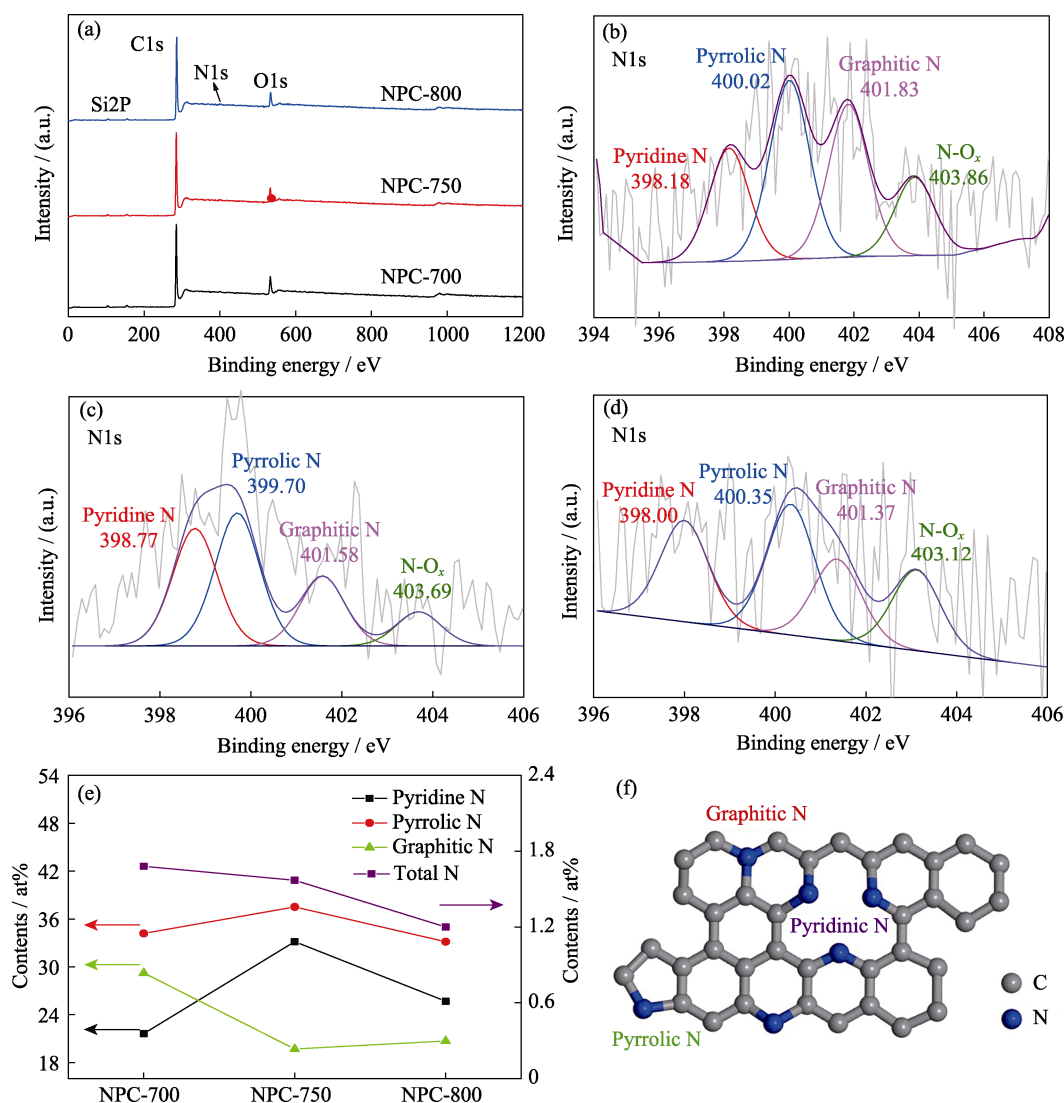 (a)
C1s
N1s
O1s
Si2P
NPC-800
NPC-750
NPC-700
Intensity / (a.u.)
0 200 400 600 800 1000 1200
Binding energy / eV
(b)
N1s
Pyrrolic N
400.02
Graphitic N
401.83
Pyridine N
398.18
N-Ox
403.86
Intensity / (a.u.)
394 396 398 400 402 404 406 408
Binding energy / eV
(c)
N1s
Pyrrolic N
399.70
Pyridine N
398.77
Graphitic N
401.58
N-Ox
403.69
Intensity / (a.u.)
396 398 400 402 404 406
Binding energy / eV
(d)
N1s
Pyrrolic N
400.35
Pyridine N
398.00
Graphitic N
401.37
N-Ox
403.12
Intensity / (a.u.)
396 398 400 402 404 406
Binding energy / eV
(e)
Pyridine N
Pyrrolic N
Graphitic N
Total N
54
48
42
36
30
24
18
Contents / at%
2.4
1.8
1.2
0.6
0
Contents / at%
NPC-700 NPC-750 NPC-800
(f)
Graphitic N
Pyridinic N
Pyrrolic N
C
N